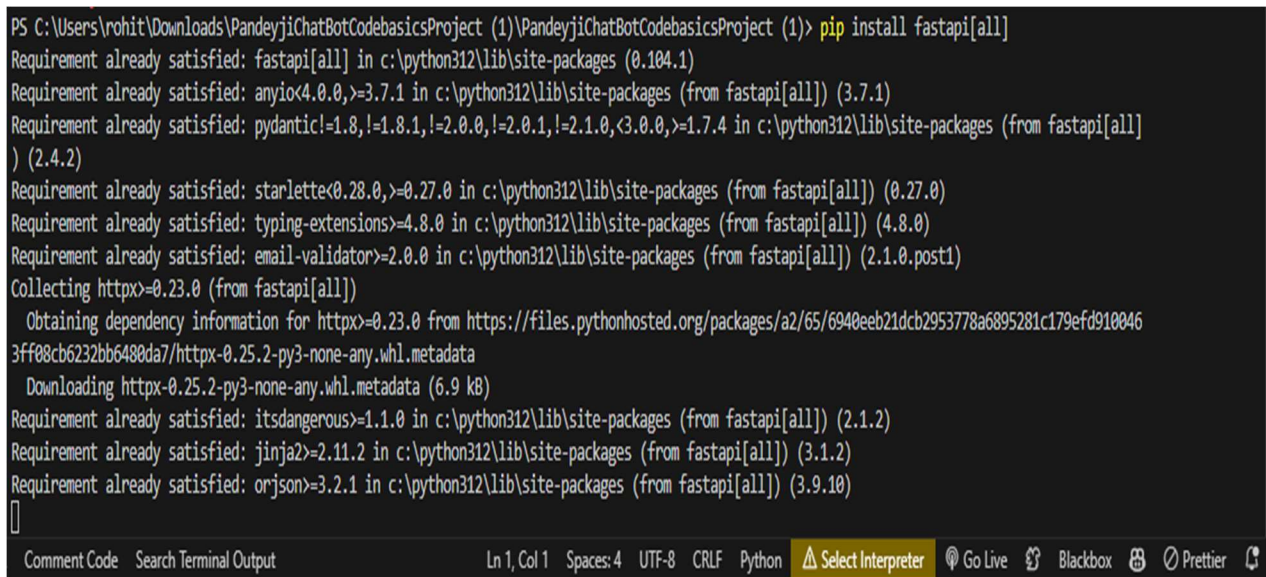 PS C:\Users\rohit\Downloads\PandeyjiChatBotCodebasicsProject (1)\PandeyjiChatBotCodebasicsProject (1)> pip install fastapi[all]
Requirement already satisfied: fastapi[all] in c:\python312\lib\site-packages (0.104.1)
Requirement already satisfied: anyio<4.0.0,>=3.7.1 in c:\python312\lib\site-packages (from fastapi[all]) (3.7.1)
Requirement already satisfied: pydantic!=1.8,!=1.8.1,!=2.0.0,!=2.0.1,!=2.1.0,<3.0.0,>=1.7.4 in c:\python312\lib\site-packages (from fastapi[all]
) (2.4.2)
Requirement already satisfied: starlette<0.28.0,>=0.27.0 in c:\python312\lib\site-packages (from fastapi[all]) (0.27.0)
Requirement already satisfied: typing-extensions>=4.8.0 in c:\python312\lib\site-packages (from fastapi[all]) (4.8.0)
Requirement already satisfied: email-validator>=2.0.0 in c:\python312\lib\site-packages (from fastapi[all]) (2.1.0.post1)
Collecting httpx>=0.23.0 (from fastapi[all])
  Obtaining dependency information for httpx>=0.23.0 from https://files.pythonhosted.org/packages/a2/65/6940eeb21dcb2953778a6895281c179efd910046
3ff08cb6232bb6480da7/httpx-0.25.2-py3-none-any.whl.metadata
  Downloading httpx-0.25.2-py3-none-any.whl.metadata (6.9 kB)
Requirement already satisfied: itsdangerous>=1.1.0 in c:\python312\lib\site-packages (from fastapi[all]) (2.1.2)
Requirement already satisfied: jinja2>=2.11.2 in c:\python312\lib\site-packages (from fastapi[all]) (3.1.2)
Requirement already satisfied: orjson>=3.2.1 in c:\python312\lib\site-packages (from fastapi[all]) (3.9.10)
Comment Code Search Terminal Output Ln 1, Col 1 Spaces: 4 UTF-8 CRLF Python Select Interpreter Go Live Blackbox Prettier